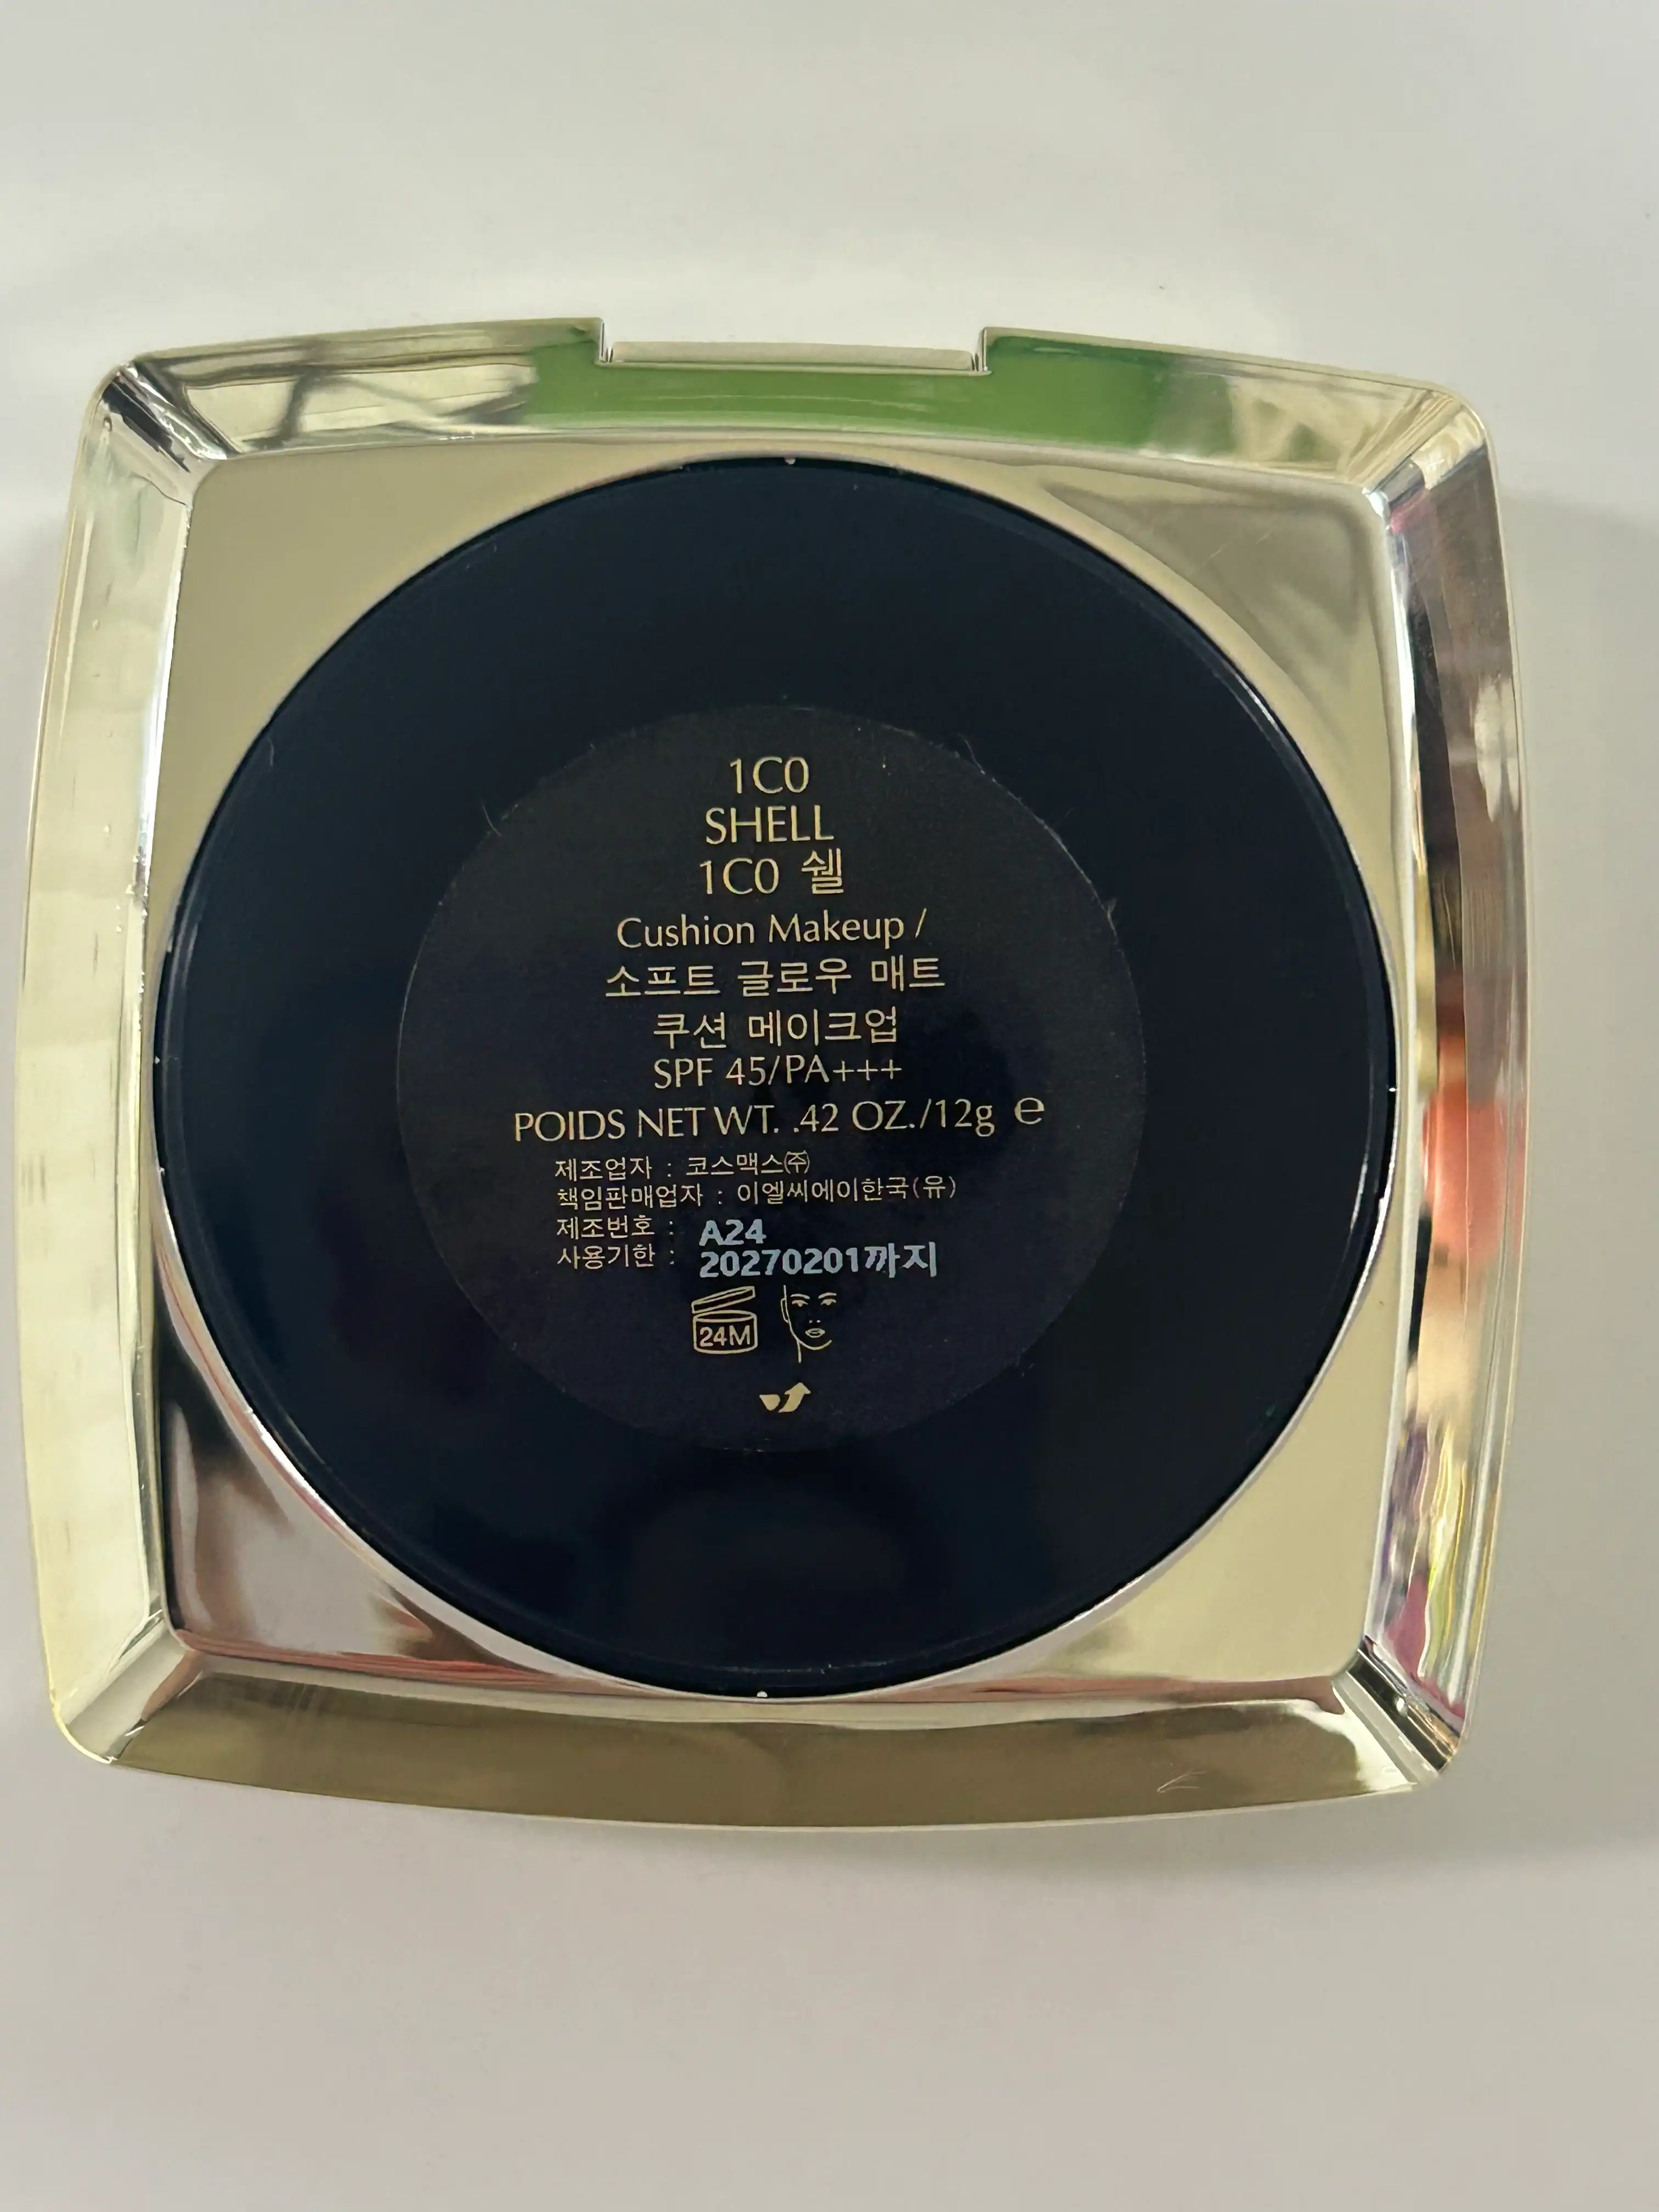 1C0
SHELL
1C0 쉘
Cushion Makeup /
소프트 글로우 매트
쿠션 메이크업
SPF 45/PA+++
POIDS NET WT. .42 OZ./12g ℮
제조업자 : 코스맥스㈜
책임판매업자 : 이엘씨에이한국(유)
제조번호 : A24
사용기한 : 20270201까지
24M